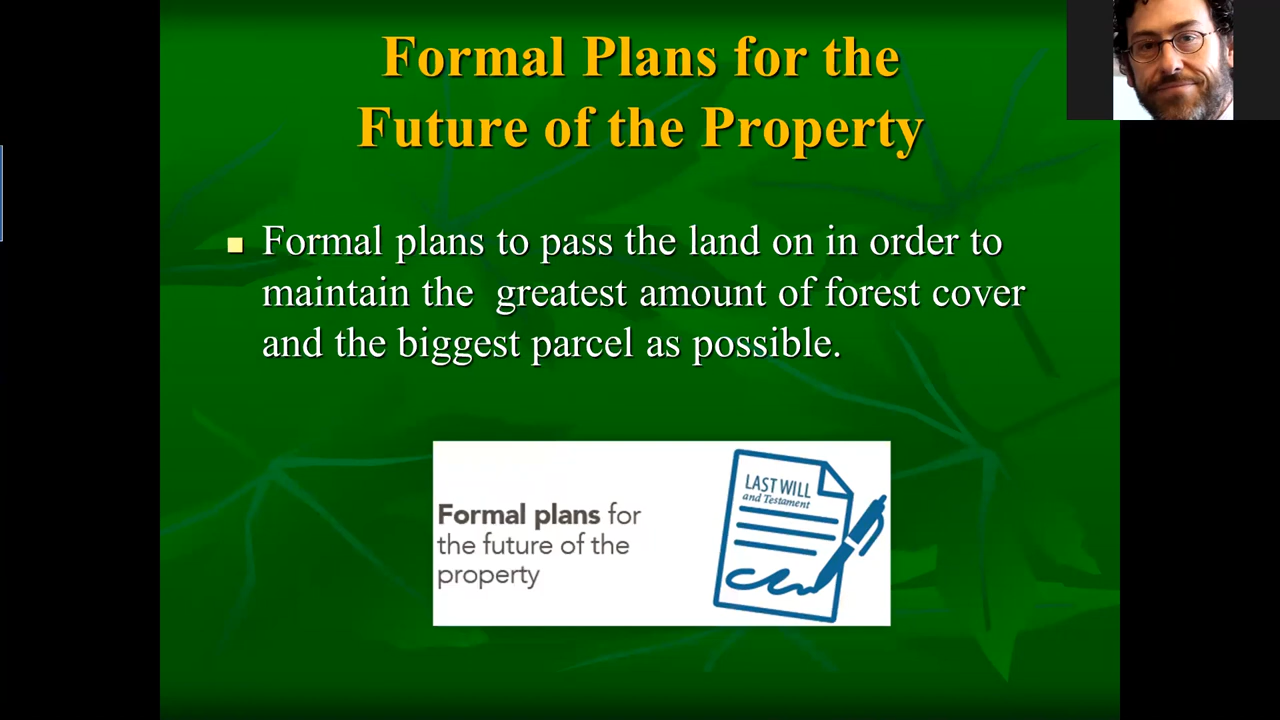 Formal Plans for the
Future of the Property
Formal plans to pass the land on in order to
maintain the  greatest amount of forest cover
and the biggest parcel as possible.
Formal plans for
the future of the
property
LAST WILL
and Testament